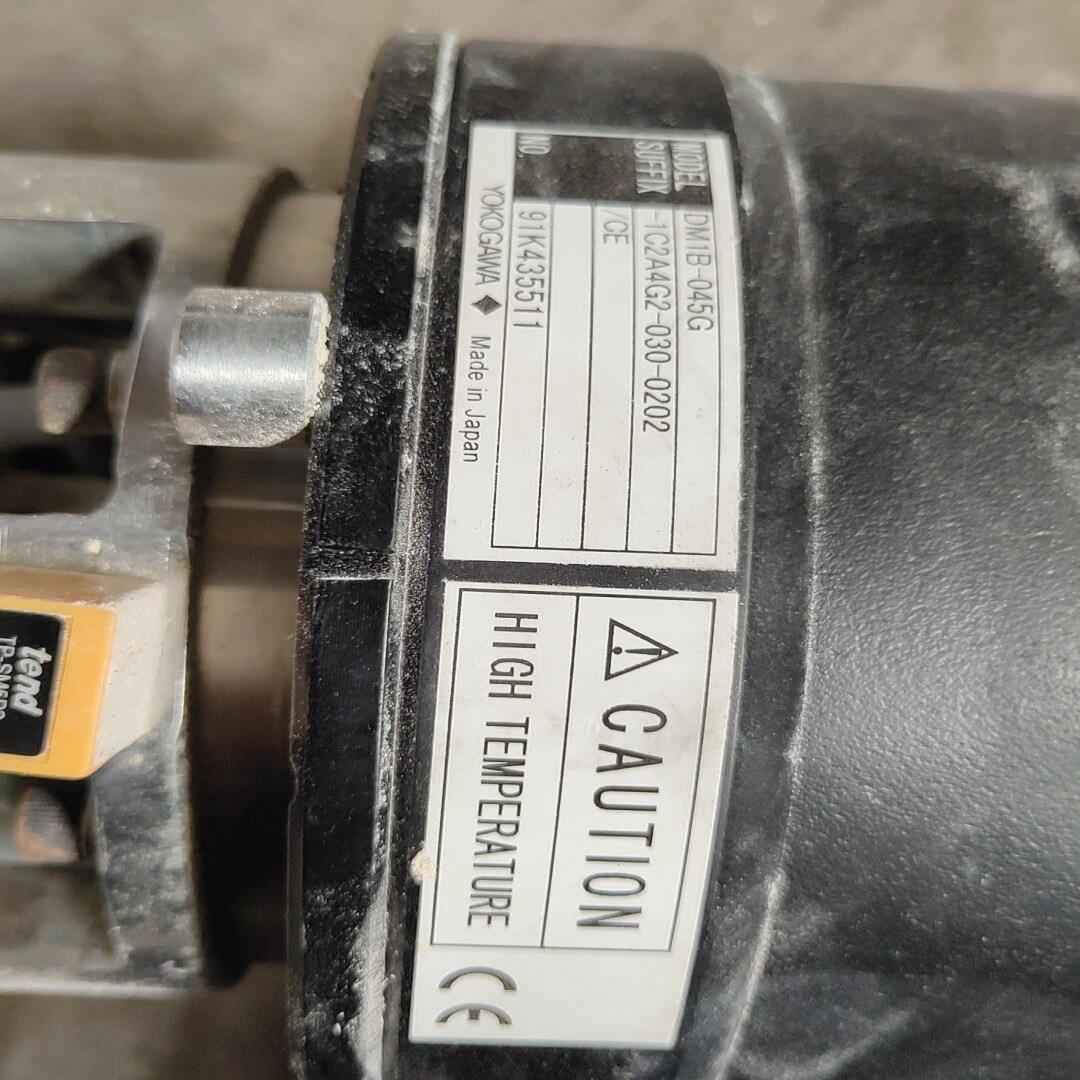 MODEL DM1B-045G
SUFFIX -1C2A4G2-030-0202
/CE
NO. 91K435511
YOKOGAWA ◆ Made in Japan
⚠ CAUTION
HIGH TEMPERATURE
CE
tend